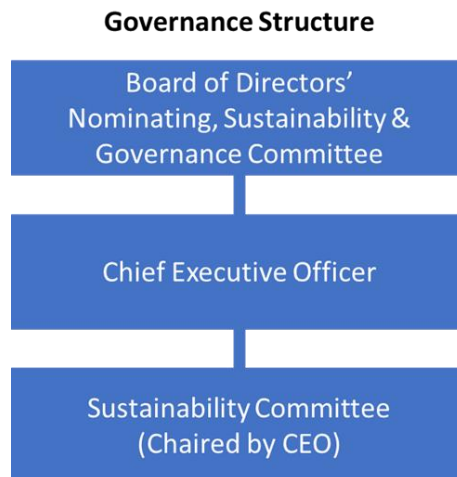 Governance Structure
Board of Directors’
Nominating, Sustainability &
Governance Committee
Chief Executive Officer
Sustainability Committee
(Chaired by CEO)